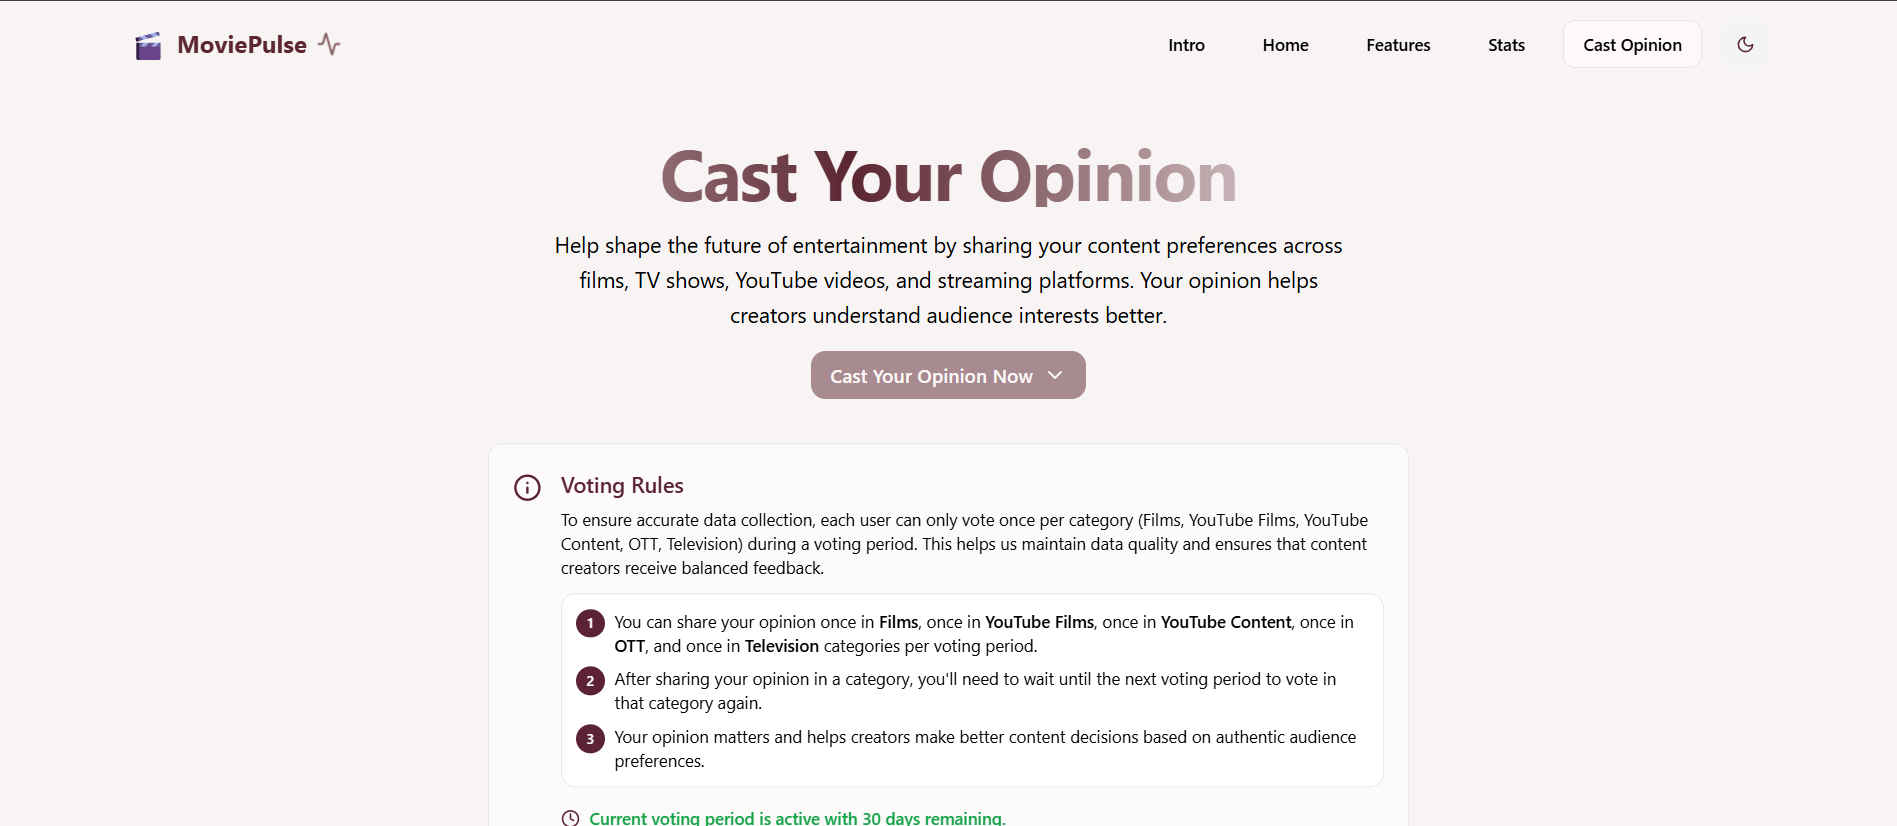 MoviePulse
Intro
Home
Features
Stats
Cast Opinion
Cast Your Opinion
Help shape the future of entertainment by sharing your content preferences across
films, TV shows, YouTube videos, and streaming platforms. Your opinion helps
creators understand audience interests better.
Cast Your Opinion Now
Voting Rules
To ensure accurate data collection, each user can only vote once per category (Films, YouTube Films, YouTube
Content, OTT, Television) during a voting period. This helps us maintain data quality and ensures that content
creators receive balanced feedback.
1 You can share your opinion once in Films, once in YouTube Films, once in YouTube Content, once in
OTT, and once in Television categories per voting period.
2 After sharing your opinion in a category, you'll need to wait until the next voting period to vote in
that category again.
3 Your opinion matters and helps creators make better content decisions based on authentic audience
preferences.
Current voting period is active with 30 days remaining.